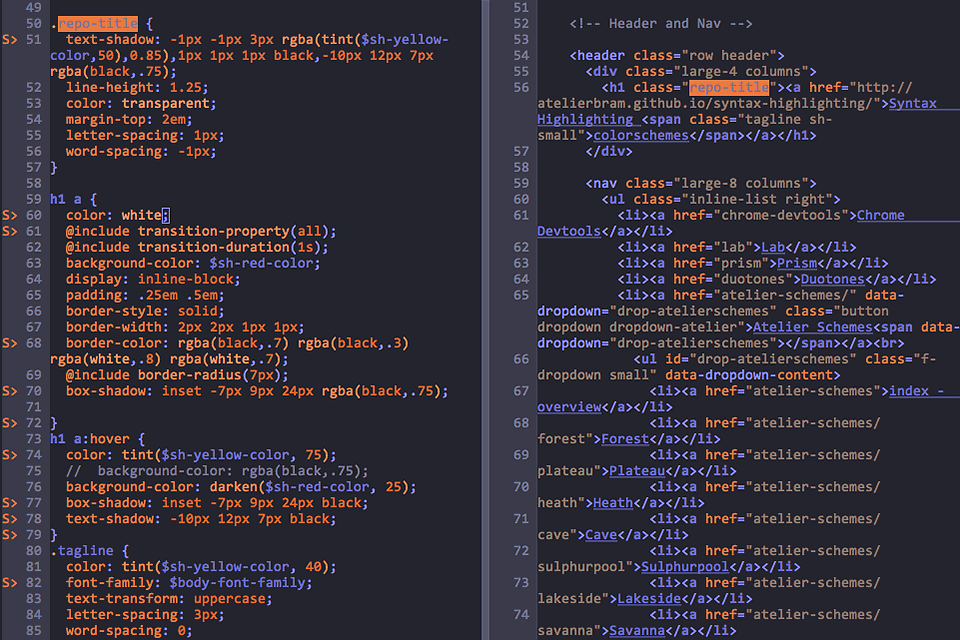 49
50 .repo-title {
S> 51 text-shadow: -1px -1px 3px rgba(tint($sh-yellow-
color,50),0.85),1px 1px 1px black,-10px 12px 7px
rgba(black,.75);
52 line-height: 1.25;
53 color: transparent;
54 margin-top: 2em;
55 letter-spacing: 1px;
56 word-spacing: -1px;
57 }
58
59 h1 a {
S> 60 color: white;
S> 61 @include transition-property(all);
62 @include transition-duration(1s);
63 background-color: $sh-red-color;
64 display: inline-block;
65 padding: .25em .5em;
66 border-style: solid;
67 border-width: 2px 2px 1px 1px;
S> 68 border-color: rgba(black,.7) rgba(black,.3)
rgba(white,.8) rgba(white,.7);
69 @include border-radius(7px);
S> 70 box-shadow: inset -7px 9px 24px rgba(black,.75);
71
S> 72 }
73 h1 a:hover {
S> 74 color: tint($sh-yellow-color, 75);
75 // background-color: rgba(black,.75);
76 background-color: darken($sh-red-color, 25);
S> 77 box-shadow: inset -7px 9px 24px black;
S> 78 text-shadow: -10px 12px 7px black;
S> 79 }
80 .tagline {
81 color: tint($sh-yellow-color, 40);
S> 82 font-family: $body-font-family;
83 text-transform: uppercase;
84 letter-spacing: 3px;
85 word-spacing: 0;
51
52 <!-- Header and Nav -->
53
54 <header class="row header">
55 <div class="large-4 columns">
56 <h1 class="repo-title"><a href="http://
atelierbram.github.io/syntax-highlighting/">Syntax
Highlighting <span class="tagline sh-
small">colorschemes</span></a></h1>
57 </div>
58
59 <nav class="large-8 columns">
60 <ul class="inline-list right">
61 <li><a href="chrome-devtools">Chrome
Devtools</a></li>
62 <li><a href="lab">Lab</a></li>
63 <li><a href="prism">Prism</a></li>
64 <li><a href="duotones">Duotones</a></li>
65 <li><a href="atelier-schemes/" data-
dropdown="drop-atelierschemes" class="button
dropdown dropdown-atelier">Atelier Schemes<span data-
dropdown="drop-atelierschemes"></span></a><br>
66 <ul id="drop-atelierschemes" class="f-
dropdown small" data-dropdown-content>
67 <li><a href="atelier-schemes">index -
overview</a></li>
68 <li><a href="atelier-schemes/
forest">Forest</a></li>
69 <li><a href="atelier-schemes/
plateau">Plateau</a></li>
70 <li><a href="atelier-schemes/
heath">Heath</a></li>
71 <li><a href="atelier-schemes/
cave">Cave</a></li>
72 <li><a href="atelier-schemes/
sulphurpool">Sulphurpool</a></li>
73 <li><a href="atelier-schemes/
lakeside">Lakeside</a></li>
74 <li><a href="atelier-schemes/
savanna">Savanna</a></li>